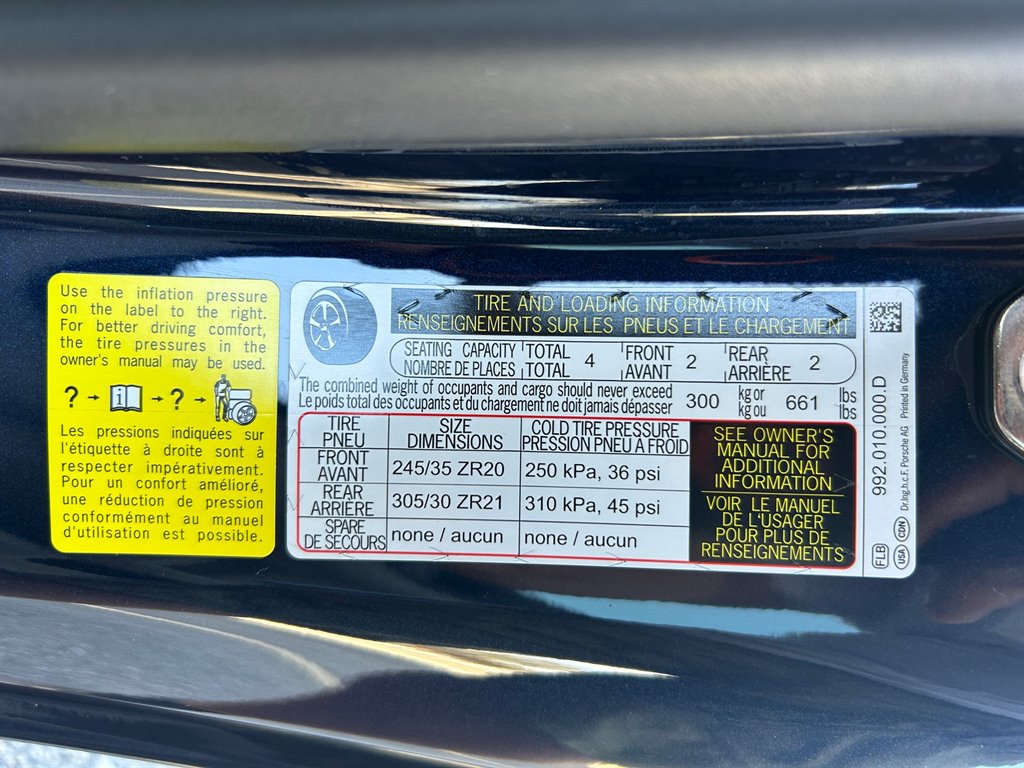 Use the inflation pressure
on the label to the right.
For better driving comfort,
the tire pressures in the
owner's manual may be used.
? → i → ? →
Les pressions indiquées sur
l'étiquette à droite sont à
respecter impérativement.
Pour un confort amélioré,
une réduction de pression
conformément au manuel
d'utilisation est possible.
TIRE AND LOADING INFORMATION
RENSEIGNEMENTS SUR LES PNEUS ET LE CHARGEMENT
SEATING CAPACITY TOTAL 4 FRONT 2 REAR 2
NOMBRE DE PLACES TOTAL AVANT ARRIÈRE
The combined weight of occupants and cargo should never exceed 300 kg or 661 lbs
Le poids total des occupants et du chargement ne doit jamais dépasser kg ou lbs
TIRE SIZE COLD TIRE PRESSURE
PNEU DIMENSIONS PRESSION PNEU A FROID
FRONT
AVANT 245/35 ZR20 250 kPa, 36 psi
REAR
ARRIÈRE 305/30 ZR21 310 kPa, 45 psi
SPARE
DE SECOURS none / aucun none / aucun
SEE OWNER'S
MANUAL FOR
ADDITIONAL
INFORMATION
VOIR LE MANUEL
DE L'USAGER
POUR PLUS DE
RENSEIGNEMENTS
992.010.000.D
Dr.Ing.h.c.F. Porsche AG Printed in Germany
FLB
USA CDN